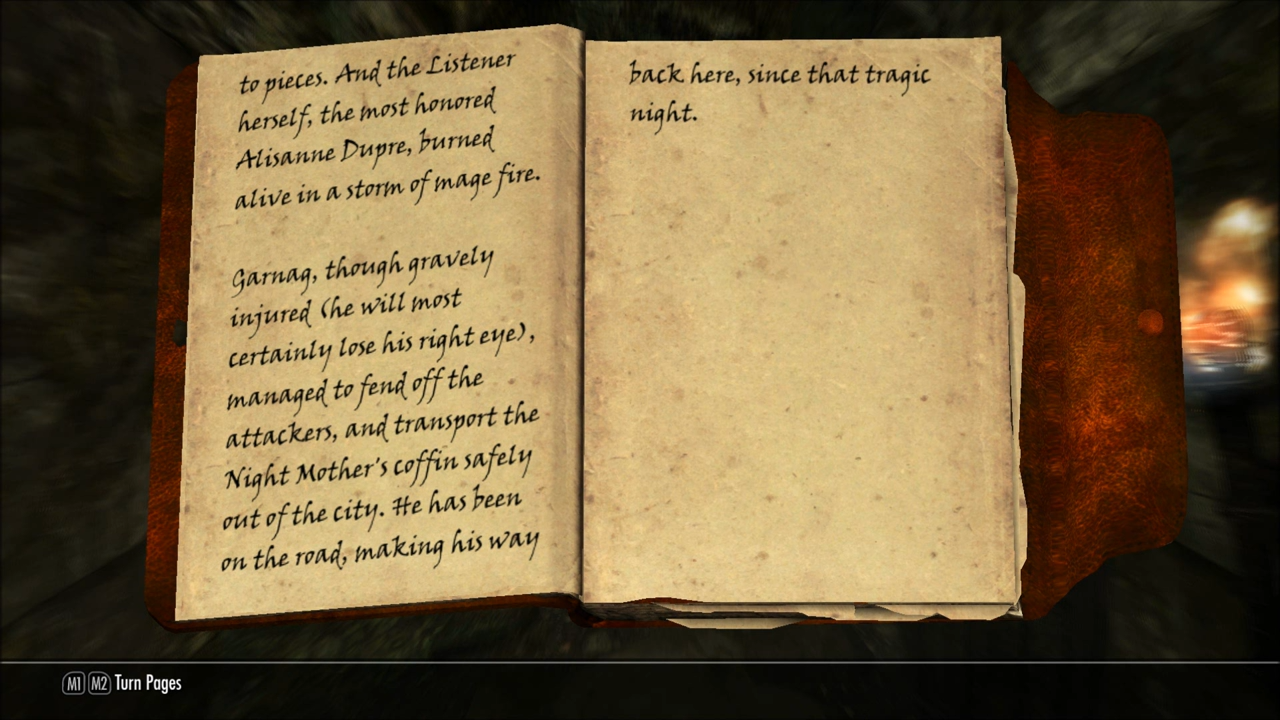 to pieces. And the Listener
herself, the most honored
Alisanne Dupre, burned
alive in a storm of mage fire.
Garnag, though gravely
injured (he will most
certainly lose his right eye),
managed to fend off the
attackers, and transport the
Night Mother's coffin safely
out of the city. He has been
on the road, making his way
back here, since that tragic
night.
M1 M2 Turn Pages